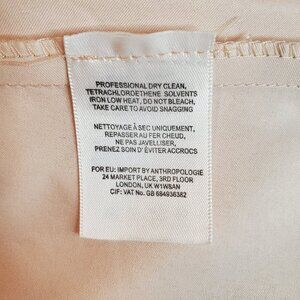 PROFESSIONAL DRY CLEAN,
TETRACHLOROETHENE SOLVENTS
IRON LOW HEAT, DO NOT BLEACH,
TAKE CARE TO AVOID SNAGGING
NETTOYAGE À SEC UNIQUEMENT,
REPASSER AU FER CHEUD,
NE PAS JAVELLISER,
PRENEZ SOIN D'ÉVITER ACCROCS
FOR EU: IMPORT BY ANTHROPOLOGIE
24 MARKET PLACE, 3RD FLOOR
LONDON, UK W1W8AN
CIF: VAT No. GB 684936382